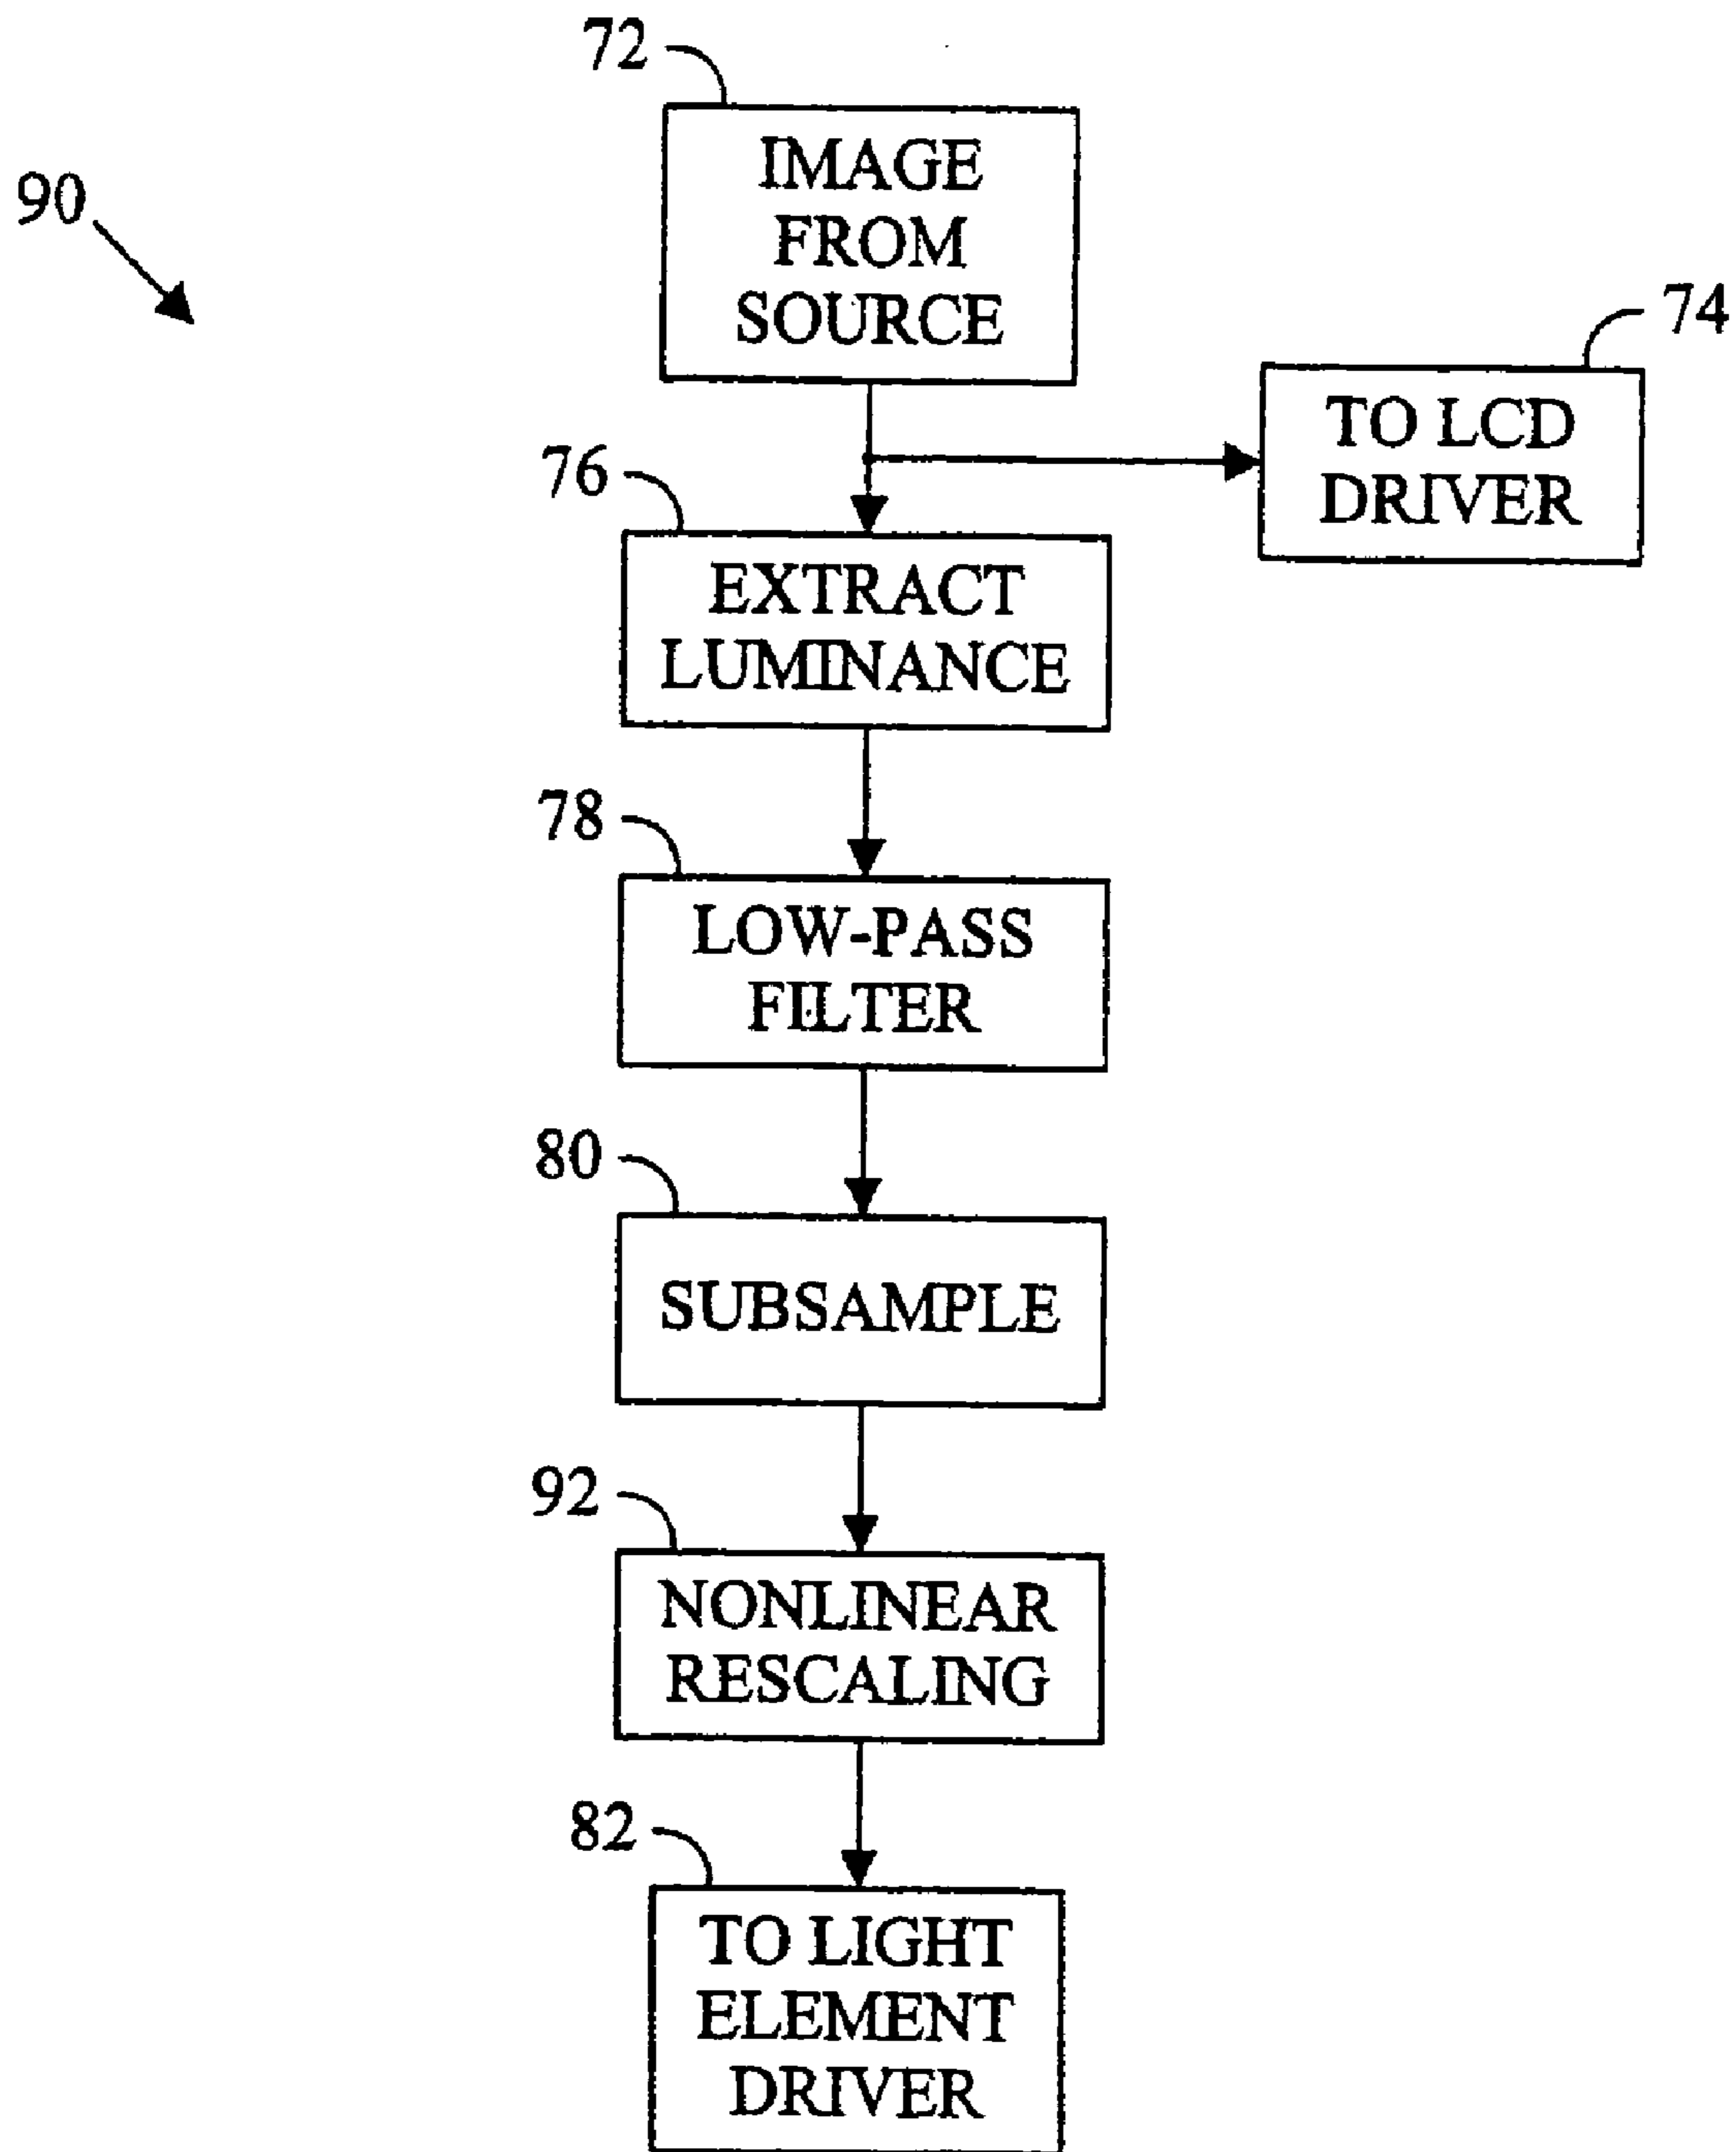 72
IMAGE
FROM
SOURCE
90
74
TO LCD
DRIVER
76
EXTRACT
LUMINANCE
78
LOW-PASS
FILTER
80
SUBSAMPLE
92
NONLINEAR
RESCALING
82
TO LIGHT
ELEMENT
DRIVER